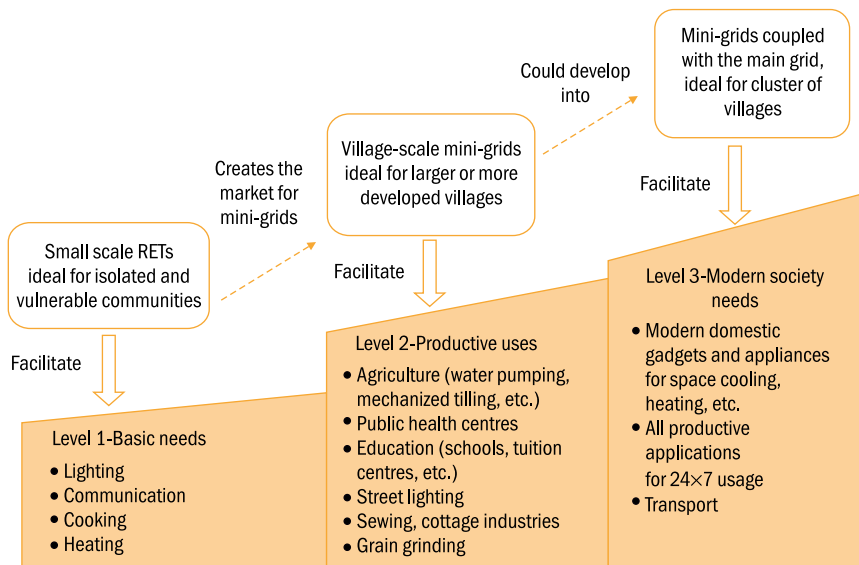 Small scale RETs
ideal for isolated and
vulnerable communities
Creates the
market for
mini-grids
Village-scale mini-grids
ideal for larger or more
developed villages
Could develop
into
Mini-grids coupled
with the main grid,
ideal for cluster of
villages
Facilitate
Level 1-Basic needs
• Lighting
• Communication
• Cooking
• Heating
Facilitate
Level 2-Productive uses
• Agriculture (water pumping,
mechanized tilling, etc.)
• Public health centres
• Education (schools, tuition
centres, etc.)
• Street lighting
• Sewing, cottage industries
• Grain grinding
Facilitate
Level 3-Modern society
needs
• Modern domestic
gadgets and appliances
for space cooling,
heating, etc.
• All productive
applications
for 24×7 usage
• Transport